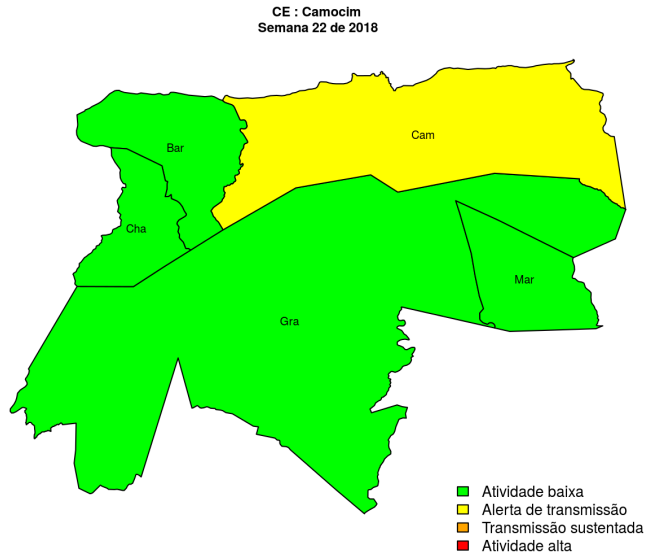 CE : Camocim
Semana 22 de 2018
Bar
Cam
Cha
Mar
Gra
Atividade baixa
Alerta de transmissão
Transmissão sustentada
Atividade alta